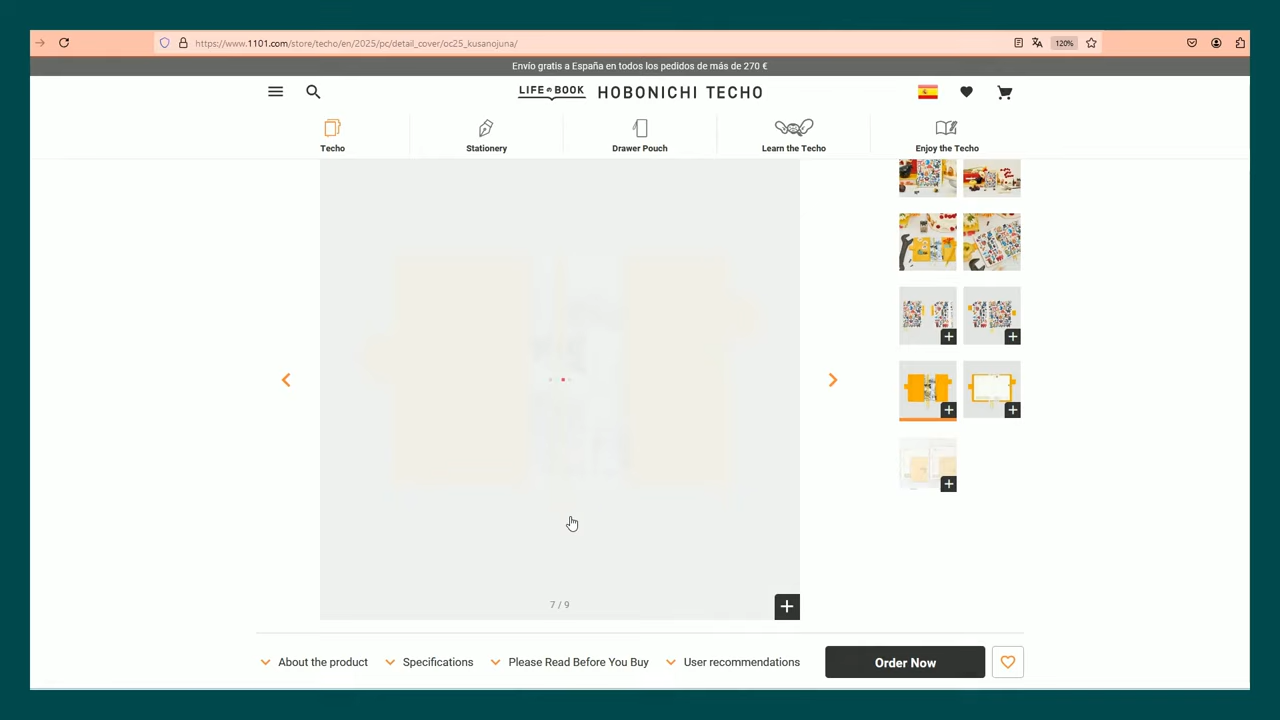 https://www.1101.com/store/techo/en/2025/pc/detail_cover/oc25_kusanojuna/
120%
Envío gratis a España en todos los pedidos de más de 270 €
LIFE BOOK HOBONICHI TECHO
Techo
Stationery
Drawer Pouch
Learn the Techo
Enjoy the Techo
7 / 9
About the product
Specifications
Please Read Before You Buy
User recommendations
Order Now